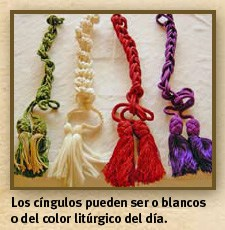 Los cíngulos pueden ser o blancos
o del color litúrgico del día.